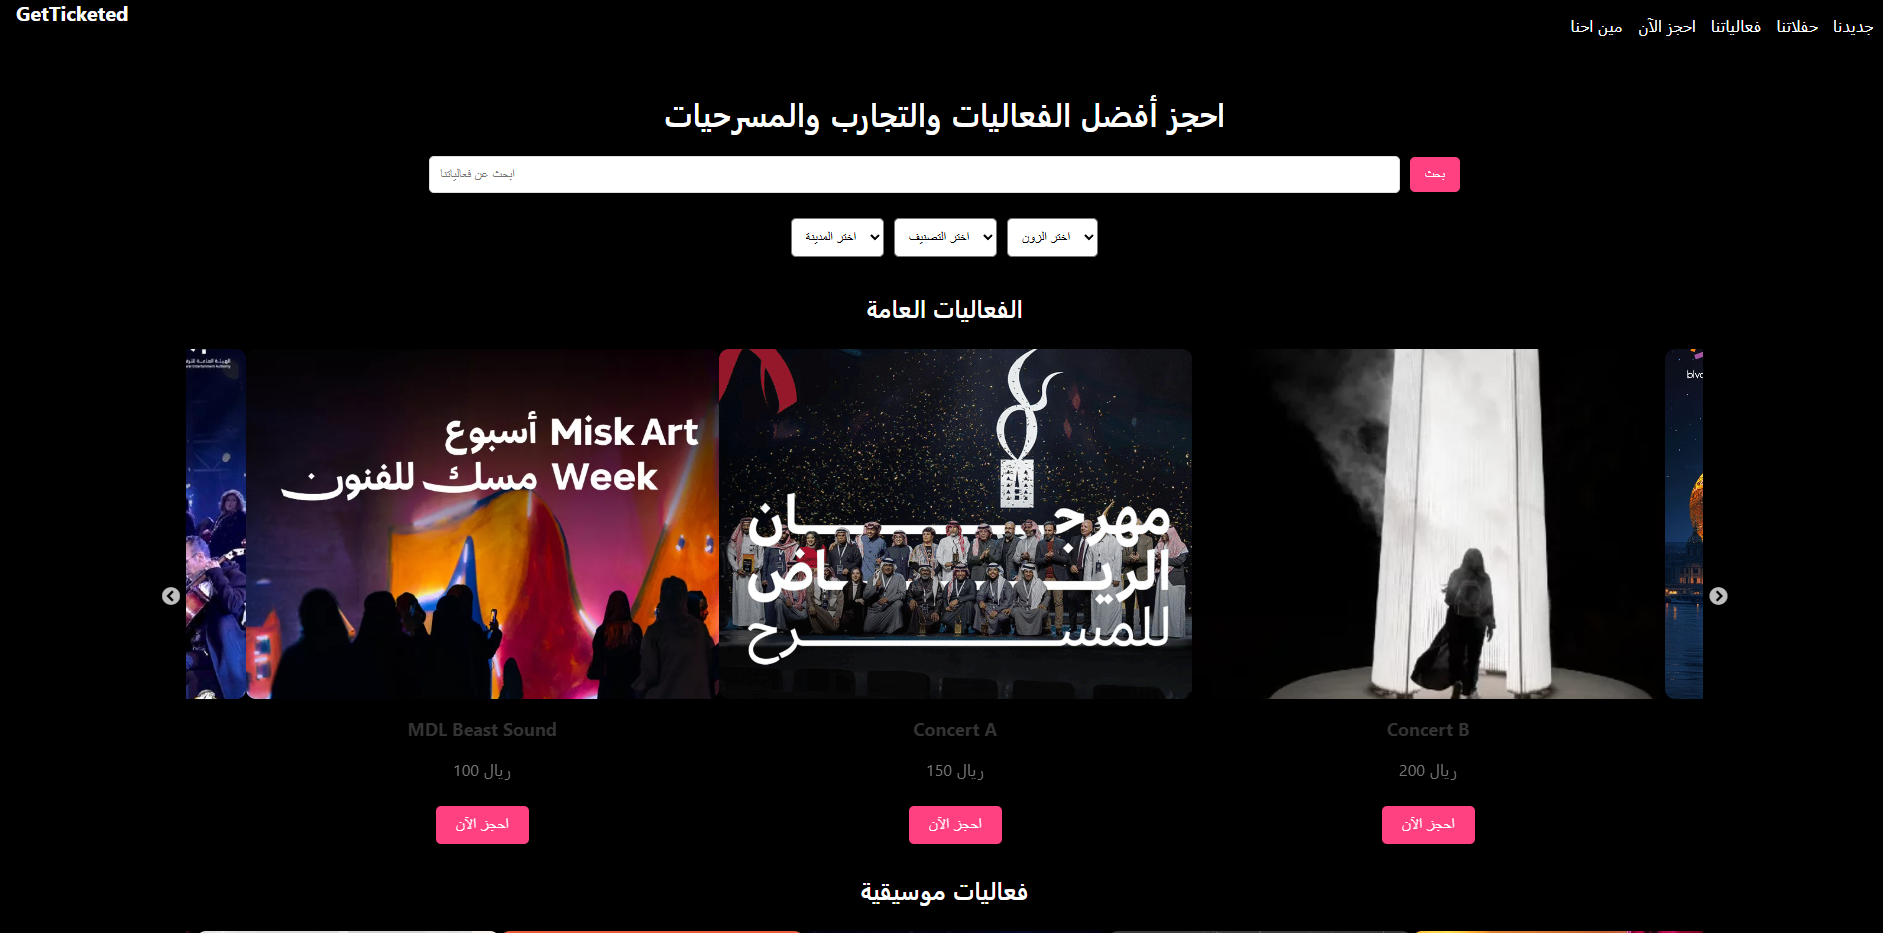 GetTicketed
جديدنا حفلاتنا فعالياتنا احجز الآن مين احنا
احجز أفضل الفعاليات والتجارب والمسرحيات
ابحث عن فعالياتنا
بحث
اختر المدينة
اختر التصنيف
اختر الزون
الفعاليات العامة
أسبوع Misk Art
مسك للفنون Week
مهرجان
الرياض
للمسرح
MDL Beast Sound
100 ريال
احجز الآن
Concert A
150 ريال
احجز الآن
Concert B
200 ريال
احجز الآن
فعاليات موسيقية